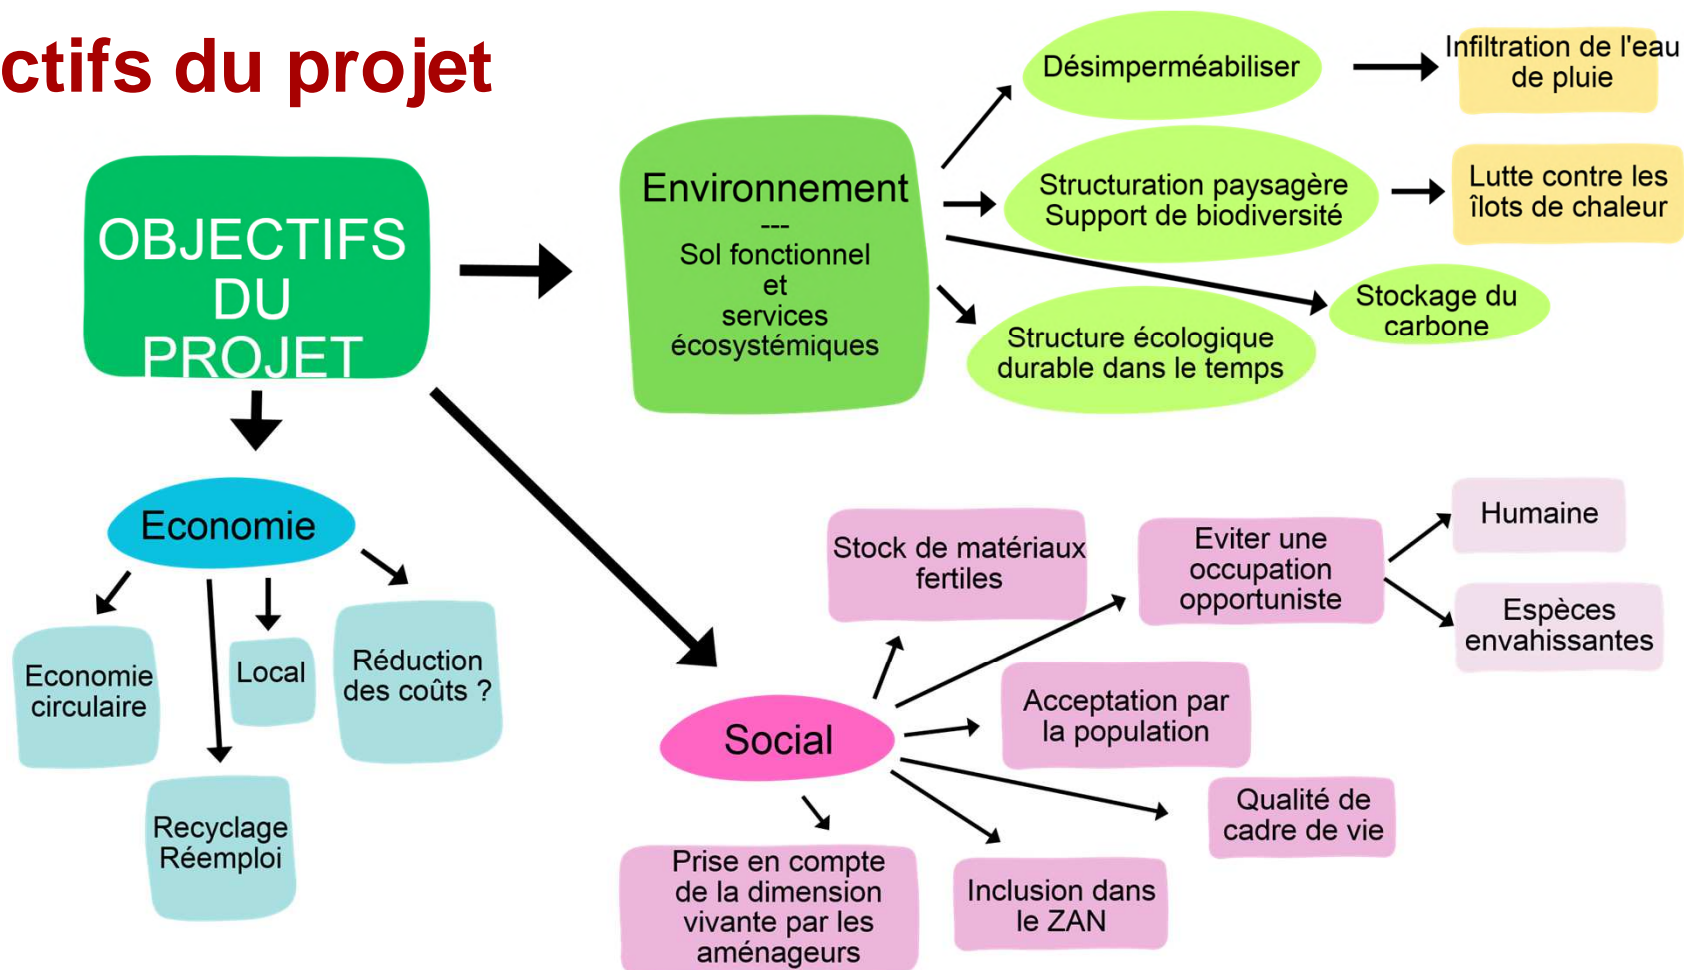 ctifs du projet
OBJECTIFS
DU
PROJET
Environnement
---
Sol fonctionnel
et
services
écosystémiques
Désimperméabiliser
Infiltration de l'eau
de pluie
Structuration paysagère
Support de biodiversité
Lutte contre les
îlots de chaleur
Stockage du
carbone
Structure écologique
durable dans le temps
Economie
Economie
circulaire
Recyclage
Réemploi
Local
Réduction
des coûts ?
Social
Stock de matériaux
fertiles
Eviter une
occupation
opportuniste
Humaine
Espèces
envahissantes
Acceptation par
la population
Qualité de
cadre de vie
Inclusion dans
le ZAN
Prise en compte
de la dimension
vivante par les
aménageurs